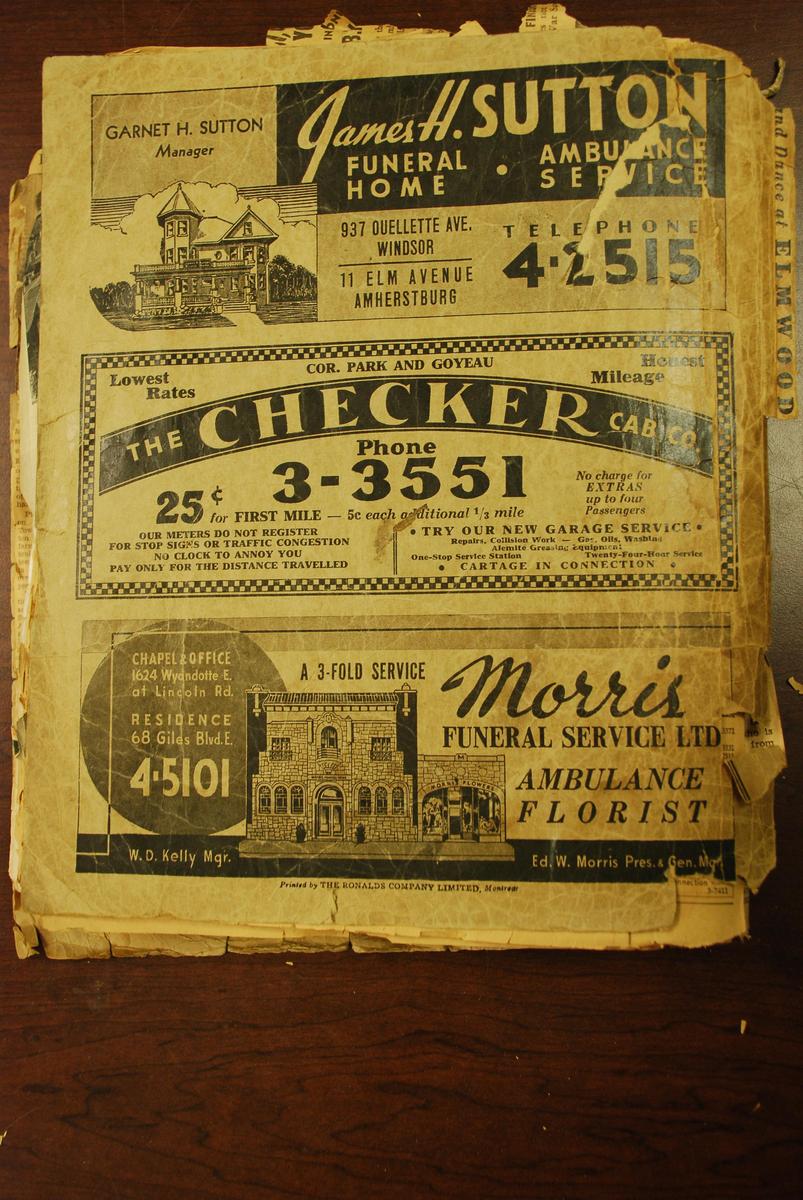 GARNET H. SUTTON
Manager
James H. SUTTON
FUNERAL HOME • AMBULANCE SERVICE
937 OUELLETTE AVE.
WINDSOR
11 ELM AVENUE
AMHERSTBURG
TELEPHONE
4·2515
and Dance at ELMWOOD
COR. PARK AND GOYEAU
Lowest
Rates
Honest
Mileage
THE CHECKER CAB CO.
Phone
3-3551
25¢ for FIRST MILE — 5c each additional 1/3 mile
No charge for
EXTRAS
up to four
Passengers
OUR METERS DO NOT REGISTER
FOR STOP SIGNS OR TRAFFIC CONGESTION
NO CLOCK TO ANNOY YOU
PAY ONLY FOR THE DISTANCE TRAVELLED
• TRY OUR NEW GARAGE SERVICE •
Repairs, Collision Work — Gas, Oils, Washing
Alemite Greasing Equipment
One-Stop Service Station Twenty-Four-Hour Service
• CARTAGE IN CONNECTION •
CHAPEL & OFFICE
1624 Wyandotte E.
at Lincoln Rd.
RESIDENCE
68 Giles Blvd. E.
4·5101
A 3-FOLD SERVICE
Morris
FUNERAL SERVICE LTD
AMBULANCE
FLORIST
FLOWERS
W. D. Kelly Mgr.
Ed. W. Morris Pres. & Gen. Mgr.
from
Printed by THE RONALDS COMPANY LIMITED, Montreal